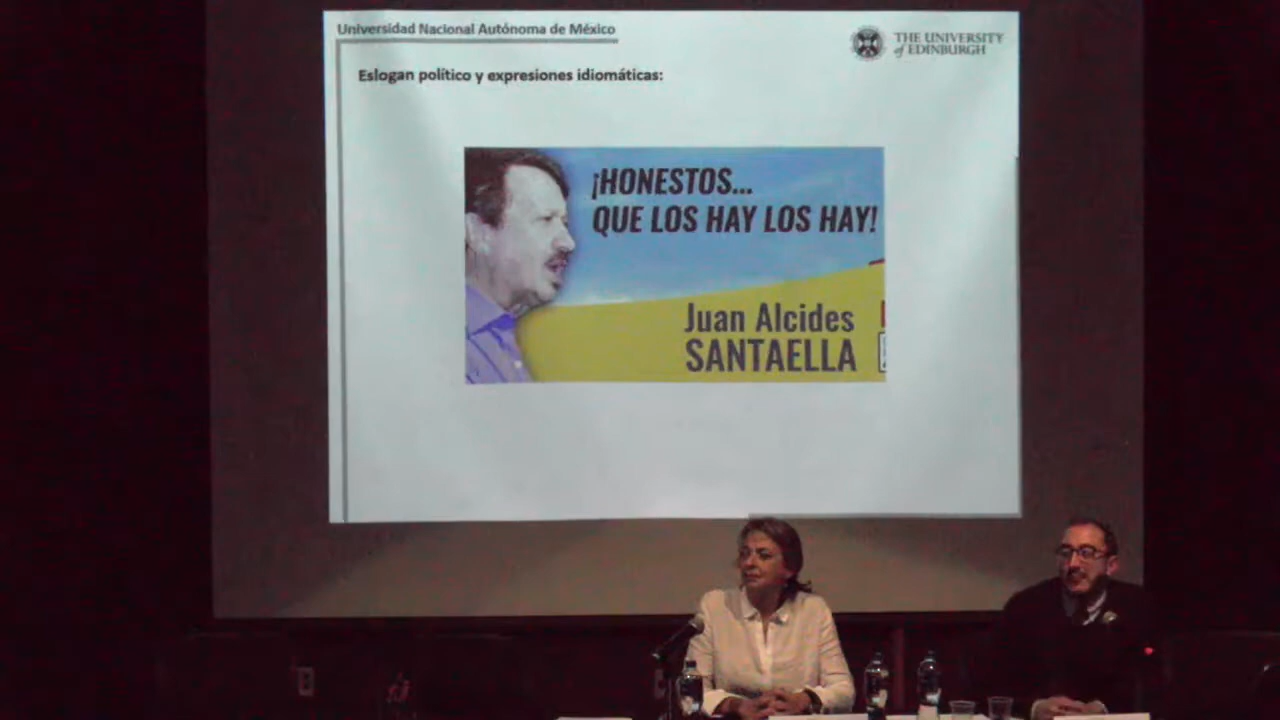 Universidad Nacional Autónoma de México
THE UNIVERSITY
of EDINBURGH
Eslogan político y expresiones idiomáticas:
¡HONESTOS...
QUE LOS HAY LOS HAY!
Juan Alcides
SANTAELLA